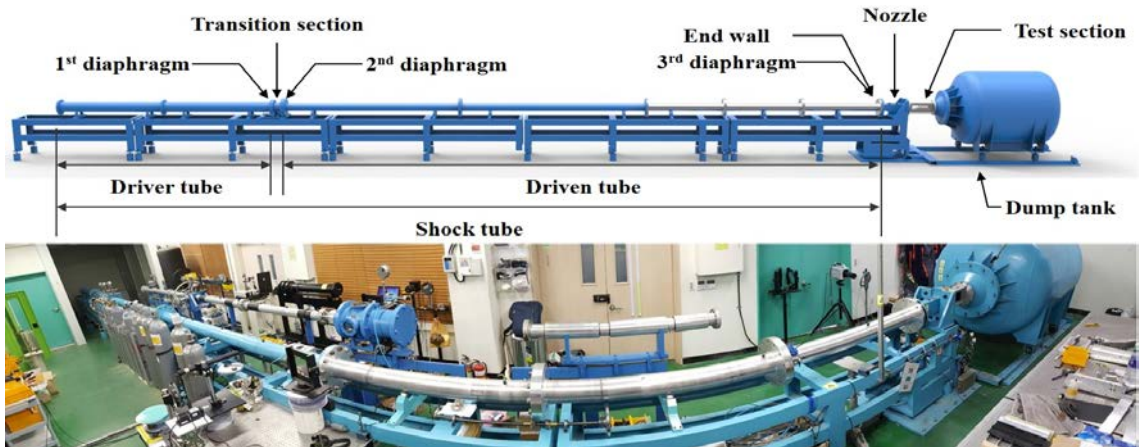 Transition section
1st diaphragm
2nd diaphragm
End wall
3rd diaphragm
Nozzle
Test section
Driver tube
Driven tube
Dump tank
Shock tube